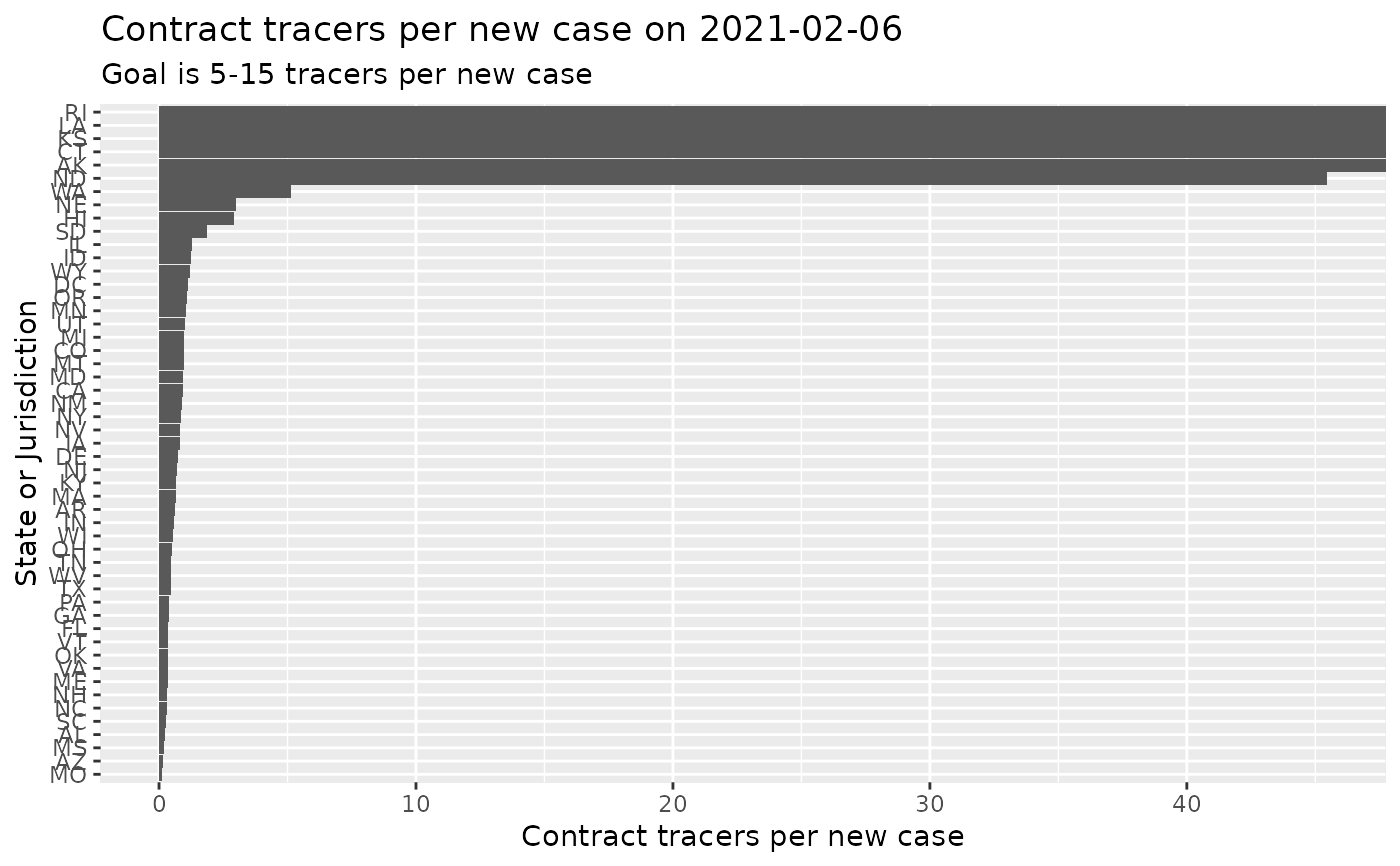 Contract tracers per new case on 2021-02-06
Goal is 5-15 tracers per new case
State or Jurisdiction
RI
LA
KS
CT
AK
ND
WA
NE
HI
SD
IL
ID
WY
DC
OR
MN
UT
MI
CO
MT
MD
CA
NM
NY
NV
IA
DE
NJ
KY
MA
AR
IN
WI
OH
TN
WV
TX
PA
GA
FL
VT
OK
VA
ME
NH
NC
SC
AL
MS
AZ
MO
0 10 20 30 40
Contract tracers per new case